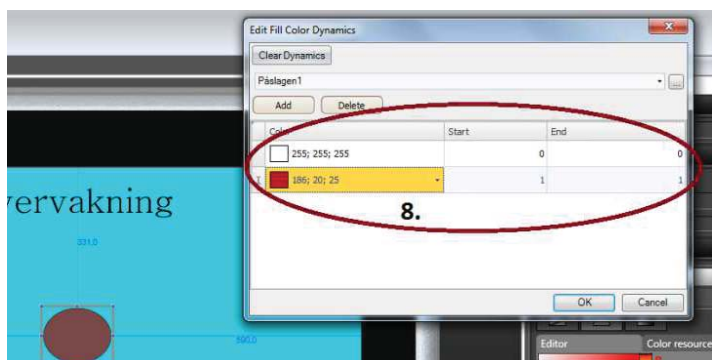 Edit Fill Color Dynamics
Clear Dynamics
Påslagen1
...
Add Delete
Color Start End
255; 255; 255 0 0
I 186; 20; 25 1 1
8.
OK Cancel
vervakning
331.0
590.0
Editor Color resource